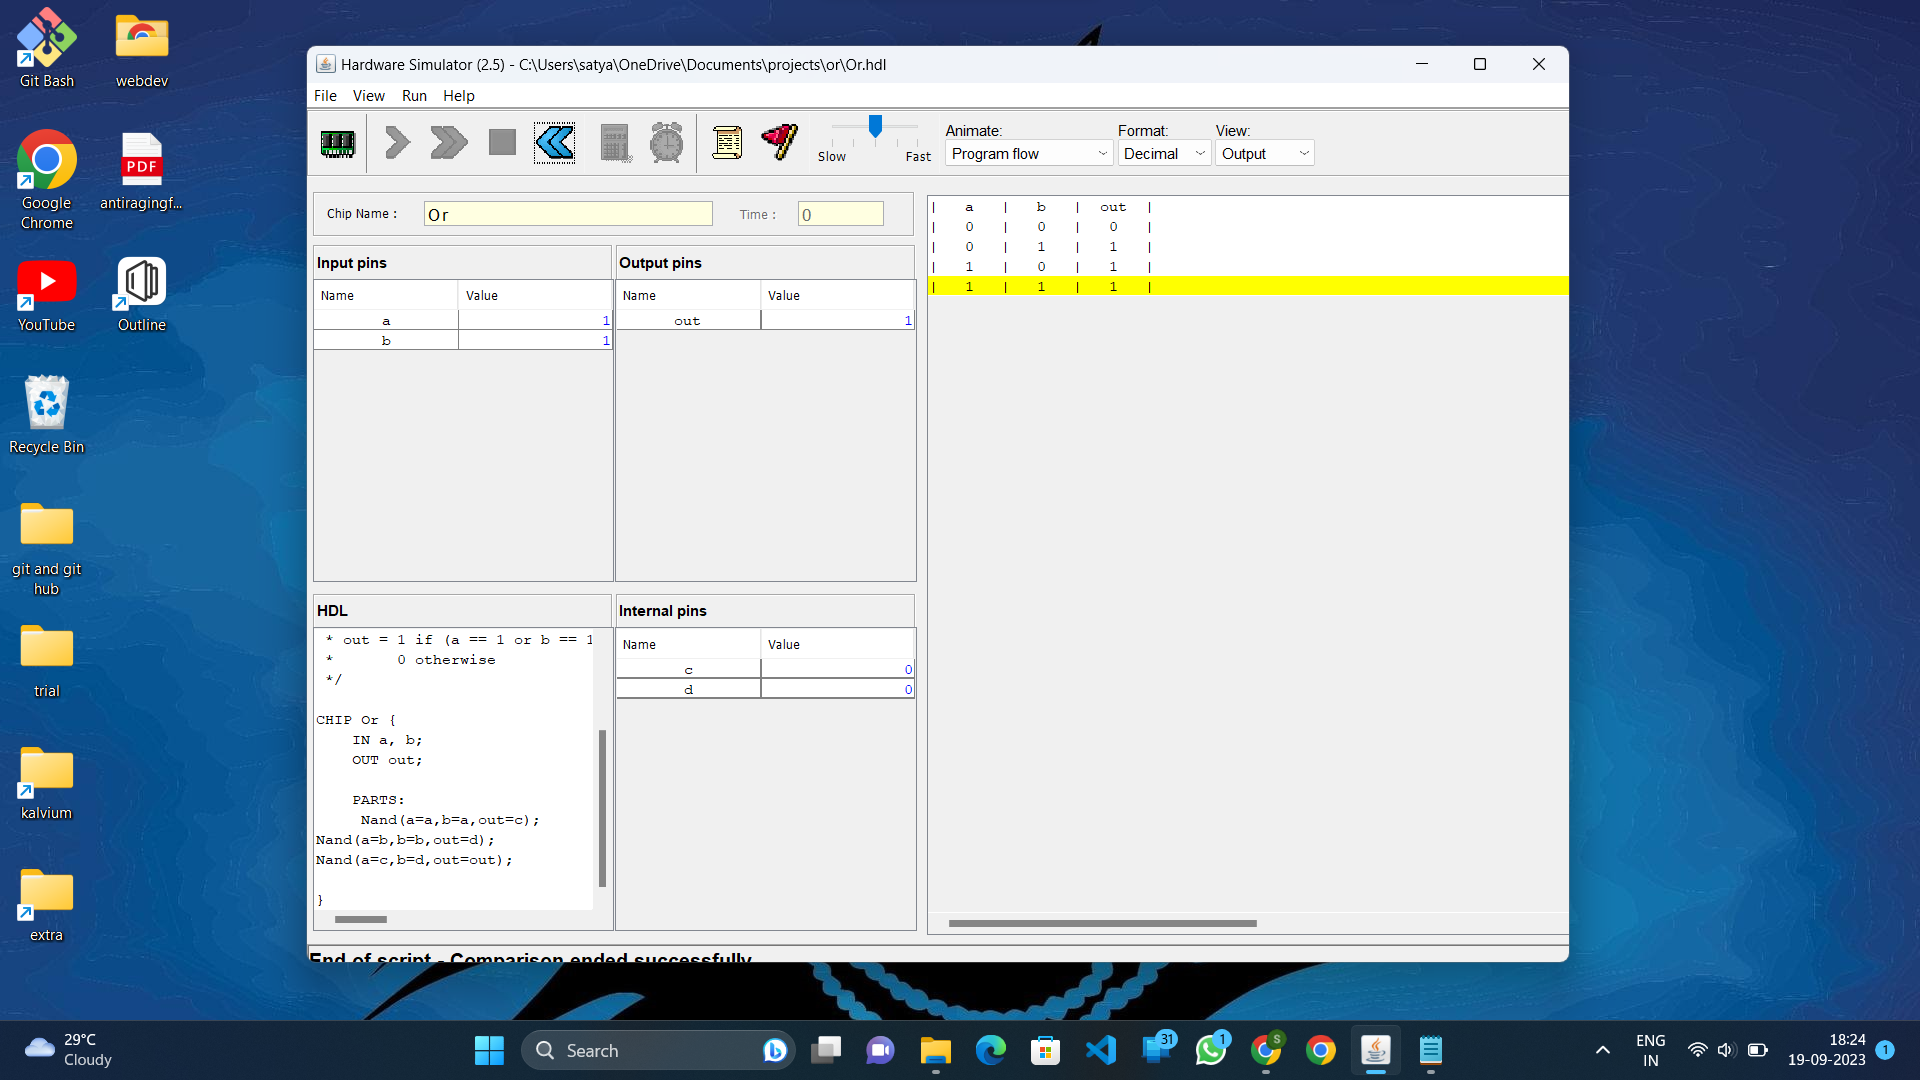 Git Bash
webdev
Google
Chrome
PDF
antiragingf...
YouTube
Outline
Recycle Bin
git and git
hub
trial
kalvium
extra
Hardware Simulator (2.5) - C:\Users\satya\OneDrive\Documents\projects\or\Or.hdl
File View Run Help
Slow Fast
Animate: Format: View:
Program flow Decimal Output
Chip Name : Or Time : 0
Input pins
Name Value
a 1
b 1
Output pins
Name Value
out 1
HDL
* out = 1 if (a == 1 or b == 1
* 0 otherwise
*/
CHIP Or {
IN a, b;
OUT out;
PARTS:
Nand(a=a,b=a,out=c);
Nand(a=b,b=b,out=d);
Nand(a=c,b=d,out=out);
}
Internal pins
Name Value
c 0
d 0
| a | b | out |
| 0 | 0 | 0 |
| 0 | 1 | 1 |
| 1 | 0 | 1 |
| 1 | 1 | 1 |
End of script - Comparison ended successfully
29°C
Cloudy
Search
31
1
S
ENG
IN
18:24
19-09-2023
1